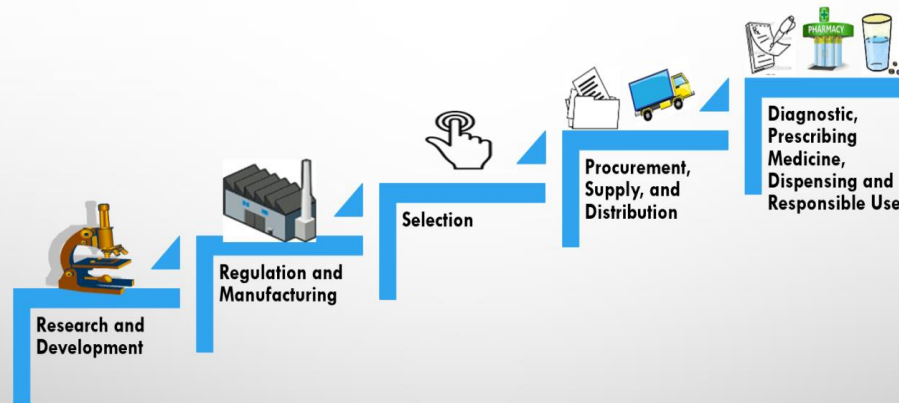 Research and
Development
Regulation and
Manufacturing
Selection
Procurement,
Supply, and
Distribution
PHARMACY
Diagnostic,
Prescribing
Medicine,
Dispensing and
Responsible Use